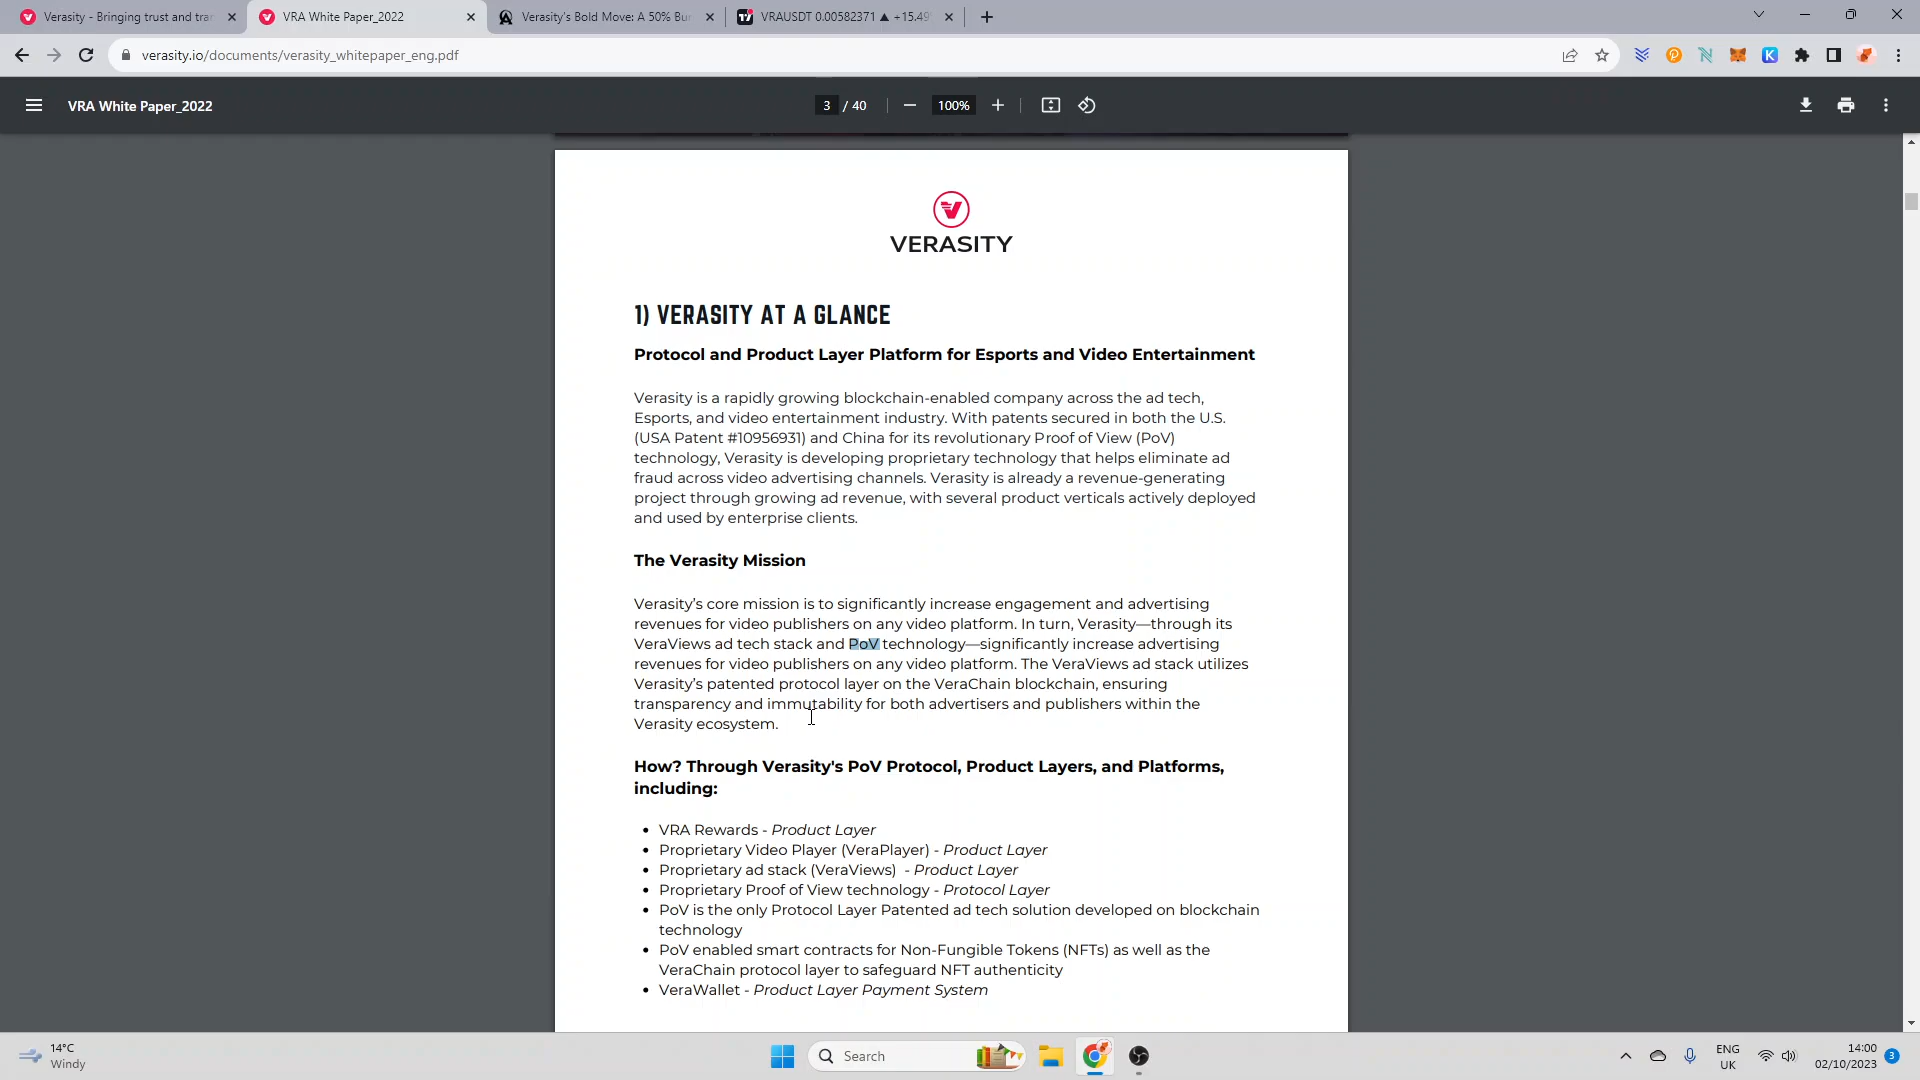 Verasity - Bringing trust and tra
VRA White Paper_2022
Verasity's Bold Move: A 50% Bu
VRAUSDT 0.00582371 ▲ +15.49
verasity.io/documents/verasity_whitepaper_eng.pdf
VRA White Paper_2022
3 / 40
100%
VERASITY
1) VERASITY AT A GLANCE
Protocol and Product Layer Platform for Esports and Video Entertainment
Verasity is a rapidly growing blockchain-enabled company across the ad tech,
Esports, and video entertainment industry. With patents secured in both the U.S.
(USA Patent #10956931) and China for its revolutionary Proof of View (PoV)
technology, Verasity is developing proprietary technology that helps eliminate ad
fraud across video advertising channels. Verasity is already a revenue-generating
project through growing ad revenue, with several product verticals actively deployed
and used by enterprise clients.
The Verasity Mission
Verasity’s core mission is to significantly increase engagement and advertising
revenues for video publishers on any video platform. In turn, Verasity—through its
VeraViews ad tech stack and PoV technology—significantly increase advertising
revenues for video publishers on any video platform. The VeraViews ad stack utilizes
Verasity’s patented protocol layer on the VeraChain blockchain, ensuring
transparency and immutability for both advertisers and publishers within the
Verasity ecosystem.
How? Through Verasity's PoV Protocol, Product Layers, and Platforms,
including:
• VRA Rewards - Product Layer
• Proprietary Video Player (VeraPlayer) - Product Layer
• Proprietary ad stack (VeraViews) - Product Layer
• Proprietary Proof of View technology - Protocol Layer
• PoV is the only Protocol Layer Patented ad tech solution developed on blockchain
technology
• PoV enabled smart contracts for Non-Fungible Tokens (NFTs) as well as the
VeraChain protocol layer to safeguard NFT authenticity
• VeraWallet - Product Layer Payment System
14°C
Windy
Search
ENG
UK
14:00
02/10/2023
3